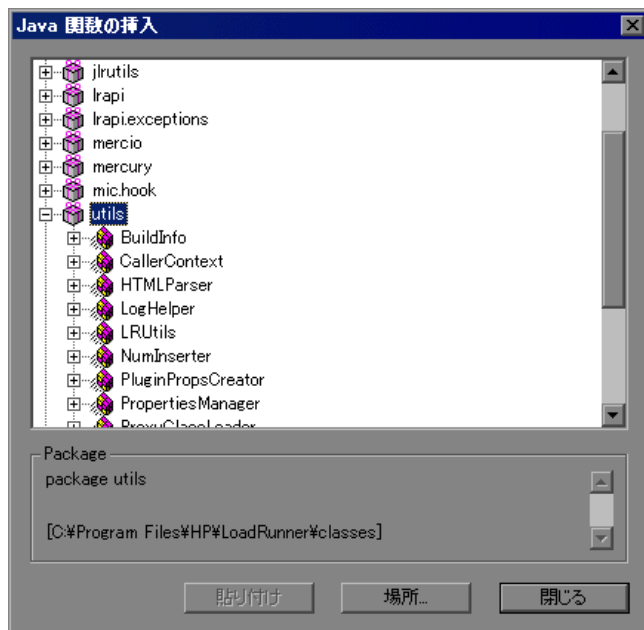 Java 関数の挿入
jlrutils
lrapi
lrapi.exceptions
mercio
mercury
mic.hook
utils
BuildInfo
CallerContext
HTMLParser
LogHelper
LRUtils
NumInserter
PluginPropsCreator
PropertiesManager
ProxyClassLoader
Package
package utils
[C:¥Program Files¥HP¥LoadRunner¥classes]
貼り付け
場所...
閉じる